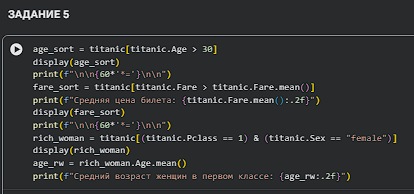 ЗАДАНИЕ 5
age_sort = titanic[titanic.Age > 30]
display(age_sort)
print(f"\n\n{60*'*='}\n\n")
fare_sort = titanic[titanic.Fare > titanic.Fare.mean()]
print(f"Средняя цена билета: {titanic.Fare.mean():.2f}")
display(fare_sort)
print(f"\n\n{60*'*='}\n\n")
rich_woman = titanic[(titanic.Pclass == 1) & (titanic.Sex == "female")]
display(rich_woman)
age_rw = rich_woman.Age.mean()
print(f"Средний возраст женщин в первом классе: {age_rw:.2f}")